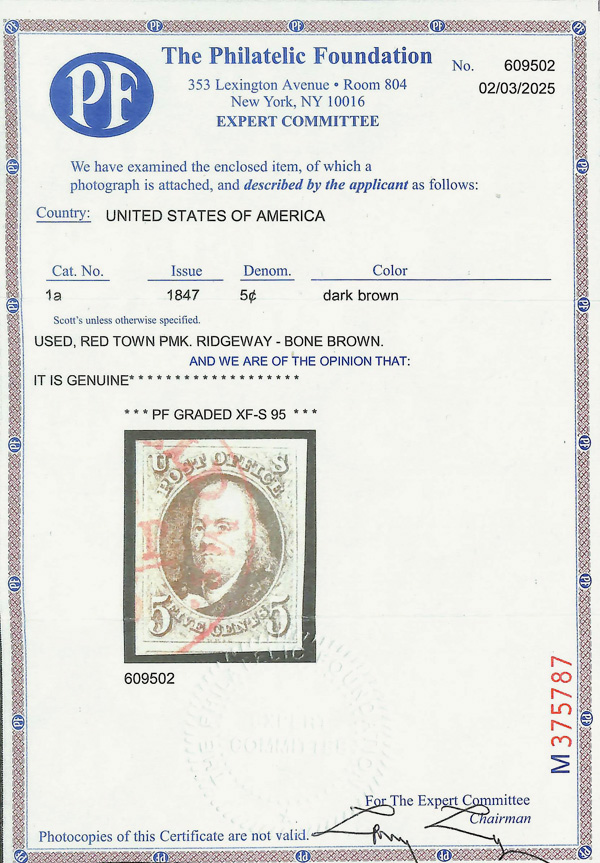 PF
The Philatelic Foundation
No. 609502
353 Lexington Avenue • Room 804
02/03/2025
New York, NY 10016
EXPERT COMMITTEE
We have examined the enclosed item, of which a
photograph is attached, and described by the applicant as follows:
Country: UNITED STATES OF AMERICA
Cat. No. Issue Denom. Color
1a 1847 5¢ dark brown
Scott's unless otherwise specified.
USED, RED TOWN PMK. RIDGEWAY - BONE BROWN.
AND WE ARE OF THE OPINION THAT:
IT IS GENUINE* * * * * * * * * * * * * * * * * * *
* * * PF GRADED XF-S 95 * * *
U S
POST OFFICE
5 FIVE CENTS 5
609502
PHILATELIC FOUNDATION
EXPERT
COMMITTEE
M 375787
For The Expert Committee
Chairman
Photocopies of this Certificate are not valid.